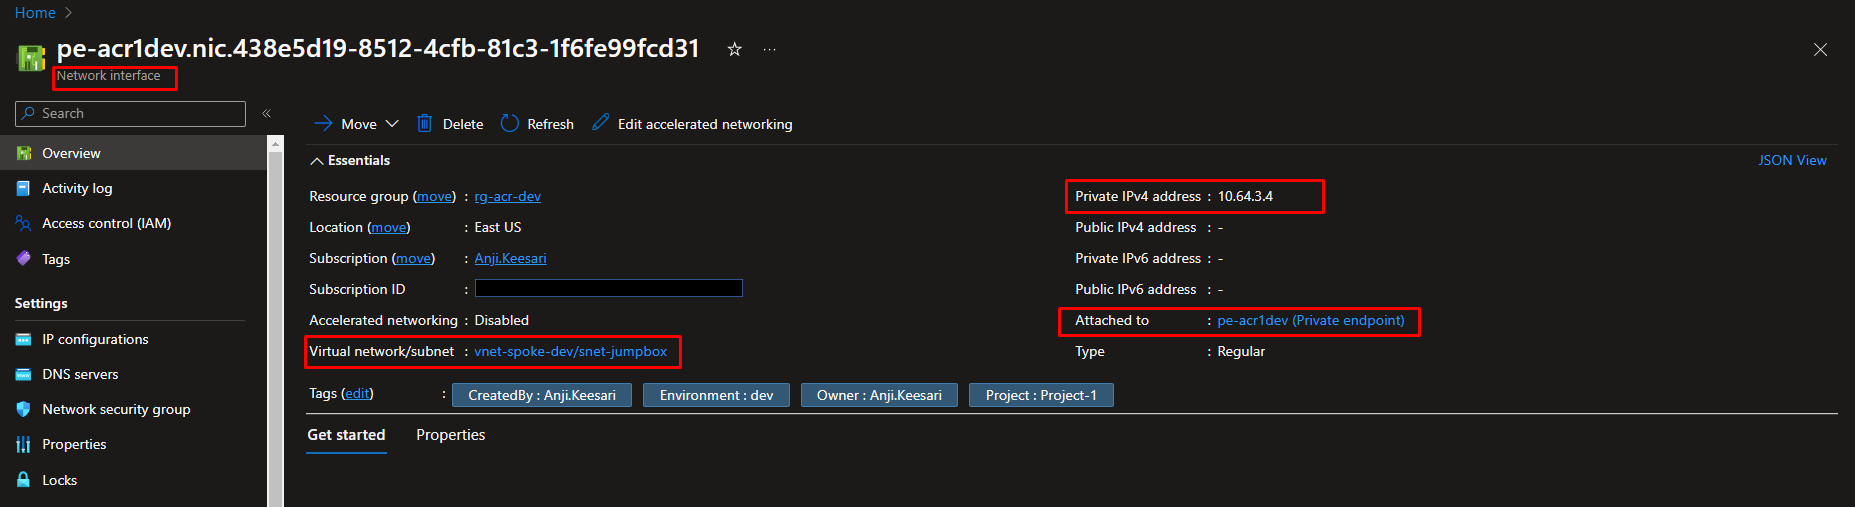 Home >
pe-acr1dev.nic.438e5d19-8512-4cfb-81c3-1f6fe99fcd31 ☆ ...
Network interface
Search «
Overview
Activity log
Access control (IAM)
Tags
Settings
IP configurations
DNS servers
Network security group
Properties
Locks
Move Delete Refresh Edit accelerated networking
Essentials JSON View
Resource group (move) : rg-acr-dev
Location (move) : East US
Subscription (move) : Anji.Keesari
Subscription ID :
Accelerated networking : Disabled
Virtual network/subnet : vnet-spoke-dev/snet-jumpbox
Private IPv4 address : 10.64.3.4
Public IPv4 address : -
Private IPv6 address : -
Public IPv6 address : -
Attached to : pe-acr1dev (Private endpoint)
Type : Regular
Tags (edit) : CreatedBy : Anji.Keesari Environment : dev Owner : Anji.Keesari Project : Project-1
Get started Properties